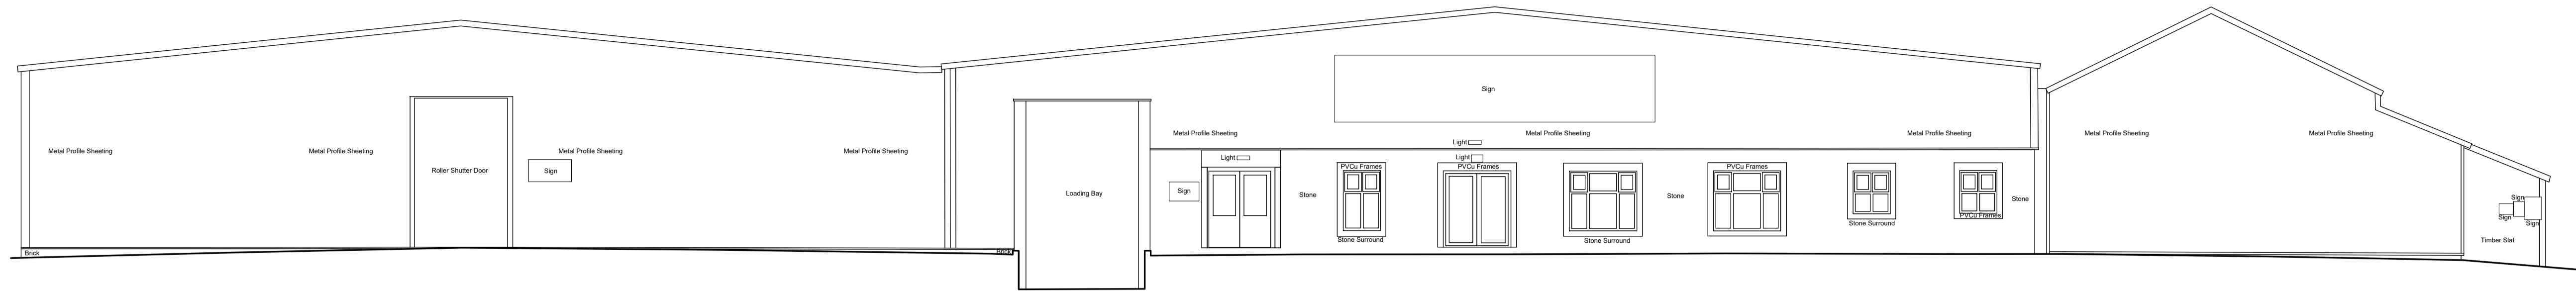 Sign
Metal Profile Sheeting
Metal Profile Sheeting
Metal Profile Sheeting
Metal Profile Sheeting
Metal Profile Sheeting
Light
Metal Profile Sheeting
Metal Profile Sheeting
Metal Profile Sheeting
Metal Profile Sheeting
Roller Shutter Door
Sign
Light
Light
PVCu Frames
PVCu Frames
PVCu Frames
Loading Bay
Sign
Stone
Stone
Stone
Sign
PVCu Frames
Sign
Stone Surround
Sign
Stone Surround
Stone Surround
Timber Slat
Brick
Brick